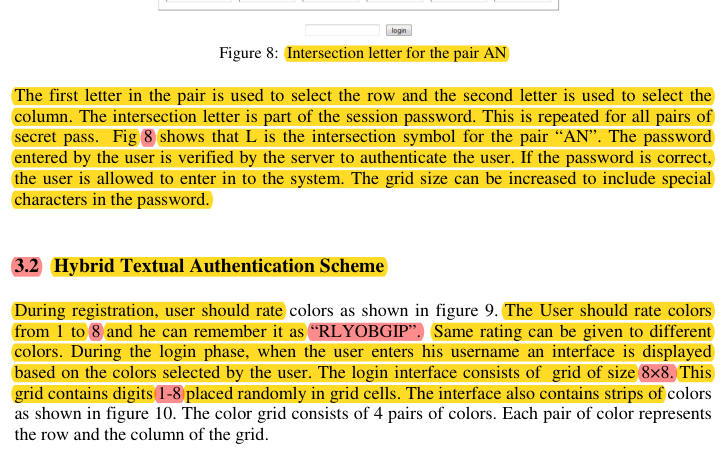 login
Figure 8: Intersection letter for the pair AN
The first letter in the pair is used to select the row and the second letter is used to select the
column. The intersection letter is part of the session password. This is repeated for all pairs of
secret pass. Fig 8 shows that L is the intersection symbol for the pair “AN”. The password
entered by the user is verified by the server to authenticate the user. If the password is correct,
the user is allowed to enter in to the system. The grid size can be increased to include special
characters in the password.
3.2 Hybrid Textual Authentication Scheme
During registration, user should rate colors as shown in figure 9. The User should rate colors
from 1 to 8 and he can remember it as “RLYOBGIP”. Same rating can be given to different
colors. During the login phase, when the user enters his username an interface is displayed
based on the colors selected by the user. The login interface consists of grid of size 8×8. This
grid contains digits 1-8 placed randomly in grid cells. The interface also contains strips of colors
as shown in figure 10. The color grid consists of 4 pairs of colors. Each pair of color represents
the row and the column of the grid.